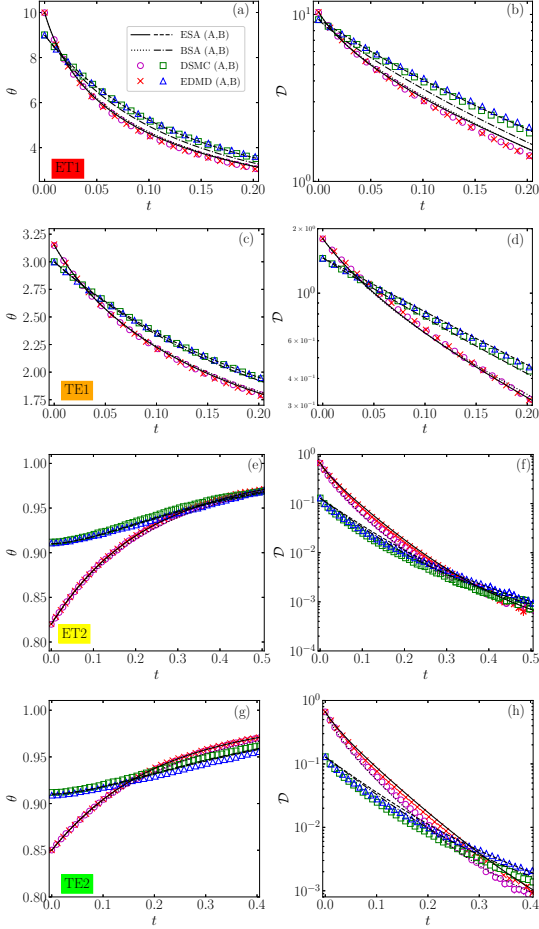 (a)
10
8
6
4
θ
ESA (A,B)
BSA (A,B)
DSMC (A,B)
EDMD (A,B)
ET1
0.00 0.05 0.10 0.15 0.20
t
(b)
10¹
10⁰
𝒟
0.00 0.05 0.10 0.15 0.20
t
(c)
3.25
3.00
2.75
2.50
2.25
2.00
1.75
θ
TE1
0.00 0.05 0.10 0.15 0.20
t
(d)
2 × 10⁰
10⁰
6 × 10⁻¹
4 × 10⁻¹
3 × 10⁻¹
𝒟
0.00 0.05 0.10 0.15 0.20
t
(e)
1.00
0.95
0.90
0.85
0.80
θ
ET2
0.0 0.1 0.2 0.3 0.4 0.5
t
(f)
10⁰
10⁻¹
10⁻²
10⁻³
10⁻⁴
𝒟
0.0 0.1 0.2 0.3 0.4 0.5
t
(g)
1.00
0.95
0.90
0.85
0.80
θ
TE2
0.0 0.1 0.2 0.3 0.4
t
(h)
10⁰
10⁻¹
10⁻²
10⁻³
𝒟
0.0 0.1 0.2 0.3 0.4
t